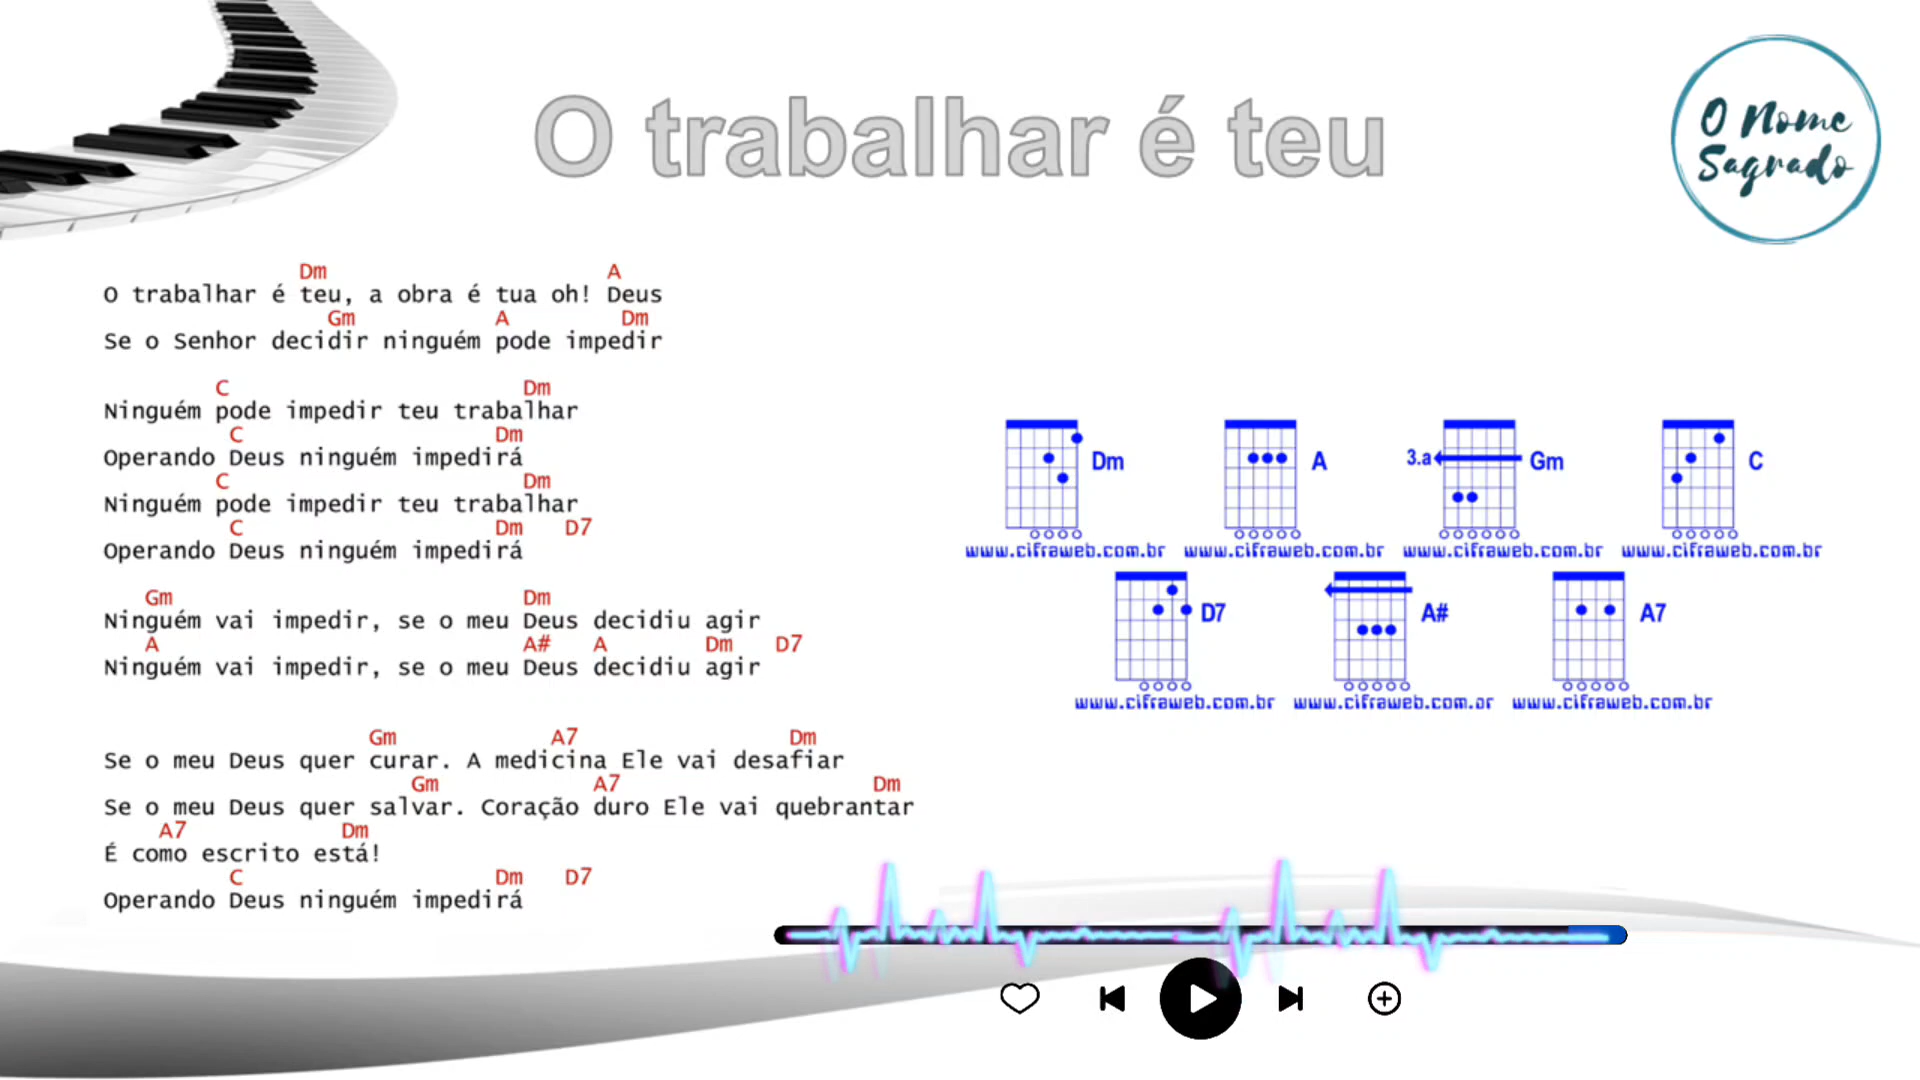 O trabalhar é teu
O Nome
Sagrado
Dm A
O trabalhar é teu, a obra é tua oh! Deus
Gm A Dm
Se o Senhor decidir ninguém pode impedir
C Dm
Ninguém pode impedir teu trabalhar
C Dm
Operando Deus ninguém impedirá
C Dm
Ninguém pode impedir teu trabalhar
C Dm D7
Operando Deus ninguém impedirá
Gm Dm
Ninguém vai impedir, se o meu Deus decidiu agir
A A# A Dm D7
Ninguém vai impedir, se o meu Deus decidiu agir
Gm A7 Dm
Se o meu Deus quer curar. A medicina Ele vai desafiar
Gm A7 Dm
Se o meu Deus quer salvar. Coração duro Ele vai quebrantar
A7 Dm
É como escrito está!
C Dm D7
Operando Deus ninguém impedirá
Dm A 3.a Gm C
www.cifraweb.com.br www.cifraweb.com.br www.cifraweb.com.br www.cifraweb.com.br
D7 A# A7
www.cifraweb.com.br www.cifraweb.com.br www.cifraweb.com.br